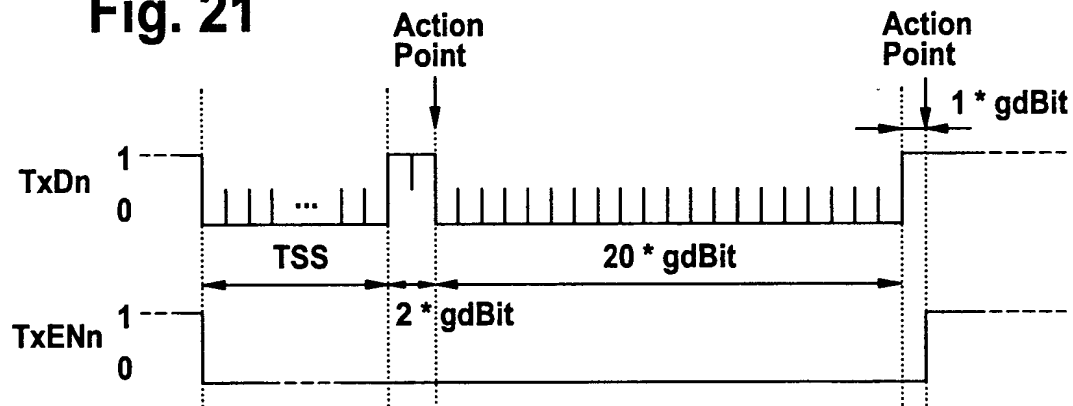 Fig. 21
Action
Point
Action
Point
1 * gdBit
TxDn
1
0
...
TSS
20 * gdBit
2 * gdBit
TxENn
1
0